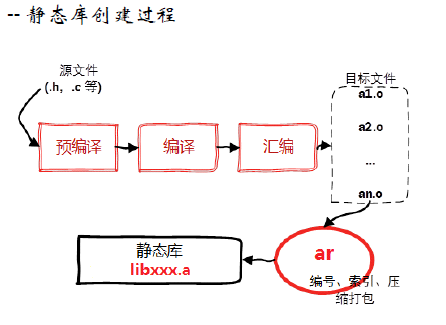 -- 静态库创建过程
源文件
(.h，.c 等)
预编译
编译
汇编
目标文件
a1.o
a2.o
...
an.o
ar
编号、索引、压
缩打包
静态库
libxxx.a